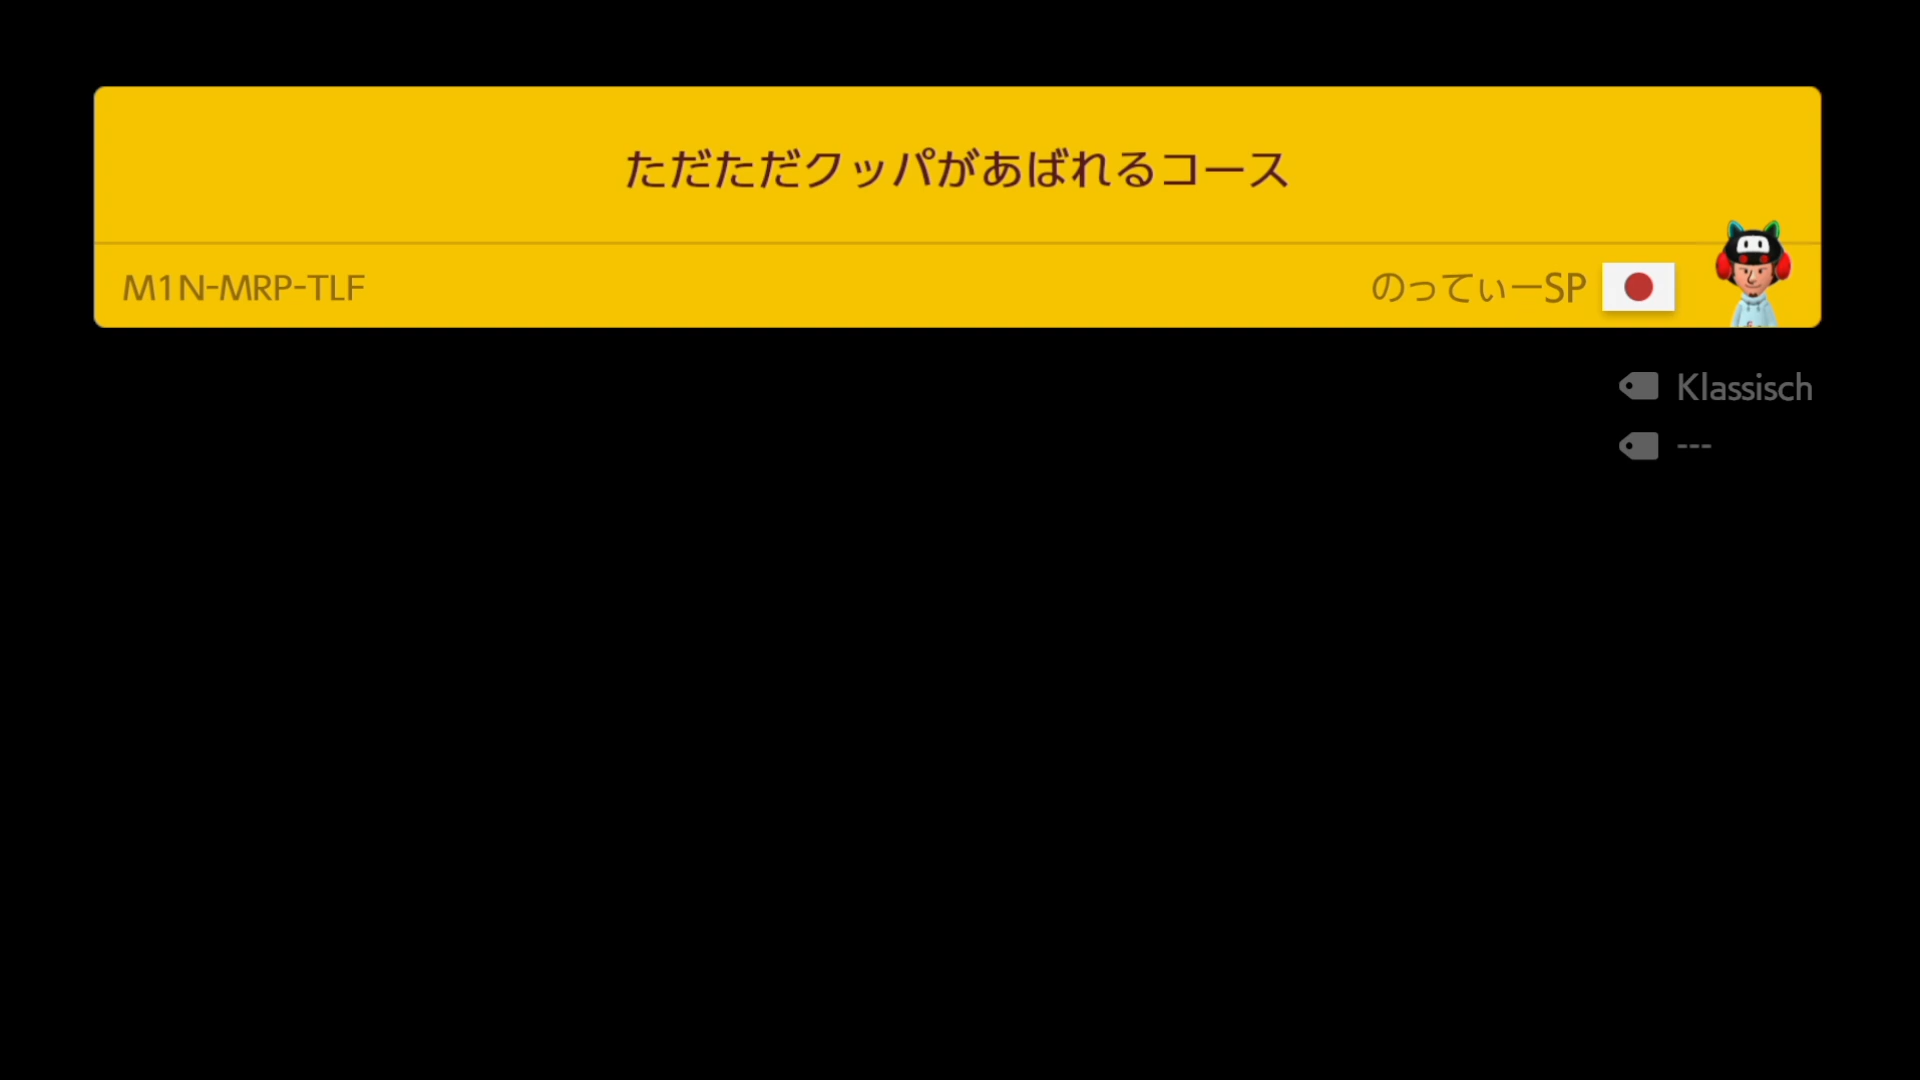 ただただクッパがあばれるコース
M1N-MRP-TLF
のってぃーSP
Klassisch
---